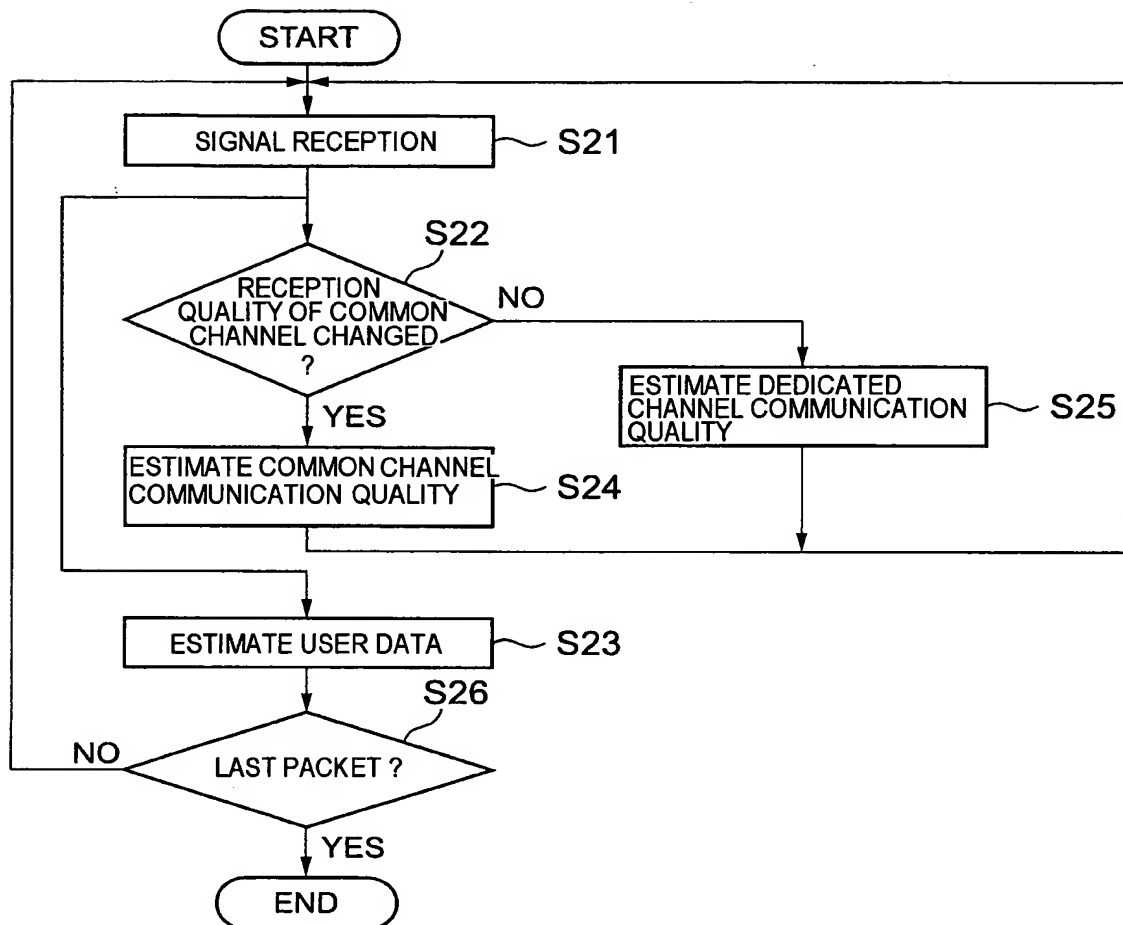 START
SIGNAL RECEPTION
S21
S22
RECEPTION
QUALITY OF COMMON
CHANNEL CHANGED
?
NO
YES
ESTIMATE DEDICATED
CHANNEL COMMUNICATION
QUALITY
S25
ESTIMATE COMMON CHANNEL
COMMUNICATION QUALITY
S24
ESTIMATE USER DATA
S23
S26
LAST PACKET ?
NO
YES
END